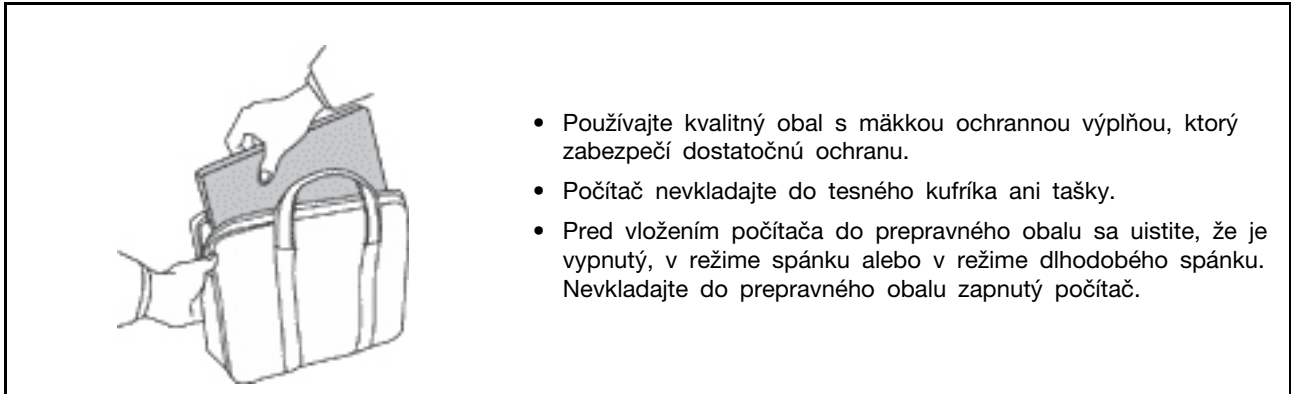 • Používajte kvalitný obal s mäkkou ochrannou výplňou, ktorý
zabezpečí dostatočnú ochranu.
• Počítač nevkladajte do tesného kufríka ani tašky.
• Pred vložením počítača do prepravného obalu sa uistite, že je
vypnutý, v režime spánku alebo v režime dlhodobého spánku.
Nevkladajte do prepravného obalu zapnutý počítač.